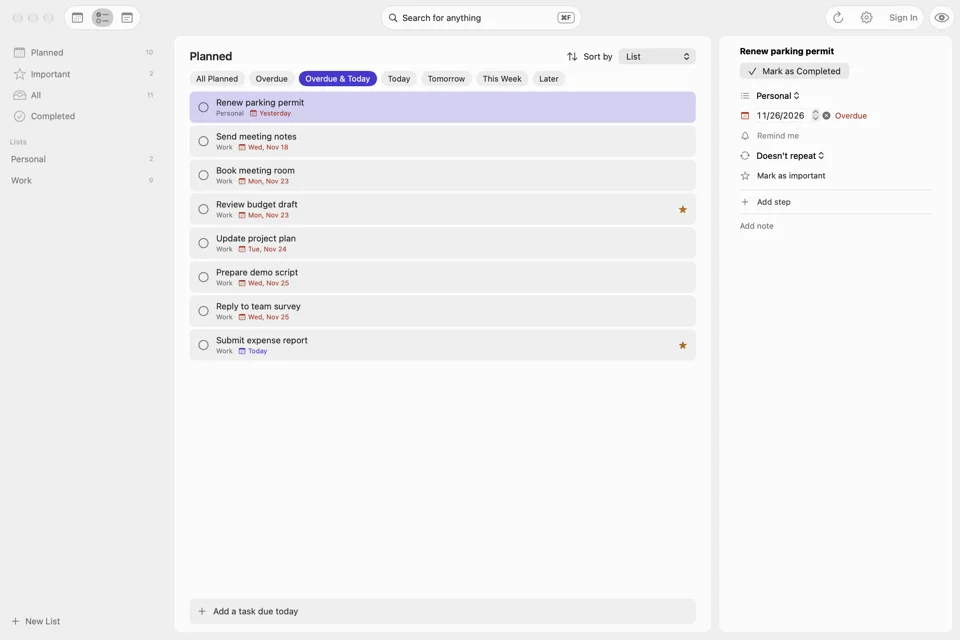 Search for anything
⌘F
Sign In
Planned 10
Important 2
All 11
Completed
Lists
Personal 2
Work 9
New List
Planned
Sort by List
All Planned Overdue Overdue & Today Today Tomorrow This Week Later
Renew parking permit
Personal Yesterday
Send meeting notes
Work Wed, Nov 18
Book meeting room
Work Mon, Nov 23
Review budget draft
Work Mon, Nov 23
Update project plan
Work Tue, Nov 24
Prepare demo script
Work Wed, Nov 25
Reply to team survey
Work Wed, Nov 25
Submit expense report
Work Today
Add a task due today
Renew parking permit
Mark as Completed
Personal
11/26/2026 Overdue
Remind me
Doesn't repeat
Mark as important
Add step
Add note